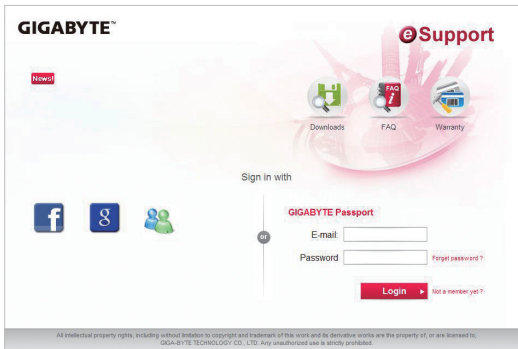 GIGABYTE™
eSupport
News!
Downloads
FAQ
FAQ
Warranty
Sign in with
GIGABYTE Passport
or
E-mail:
Password
Forget password ?
Login
Not a member yet ?
All intellectual property rights, including without limitation to copyright and trademark of this work and its derivative works are the property of, or are licensed to,
GIGA-BYTE TECHNOLOGY CO., LTD. Any unauthorized use is strictly prohibited.